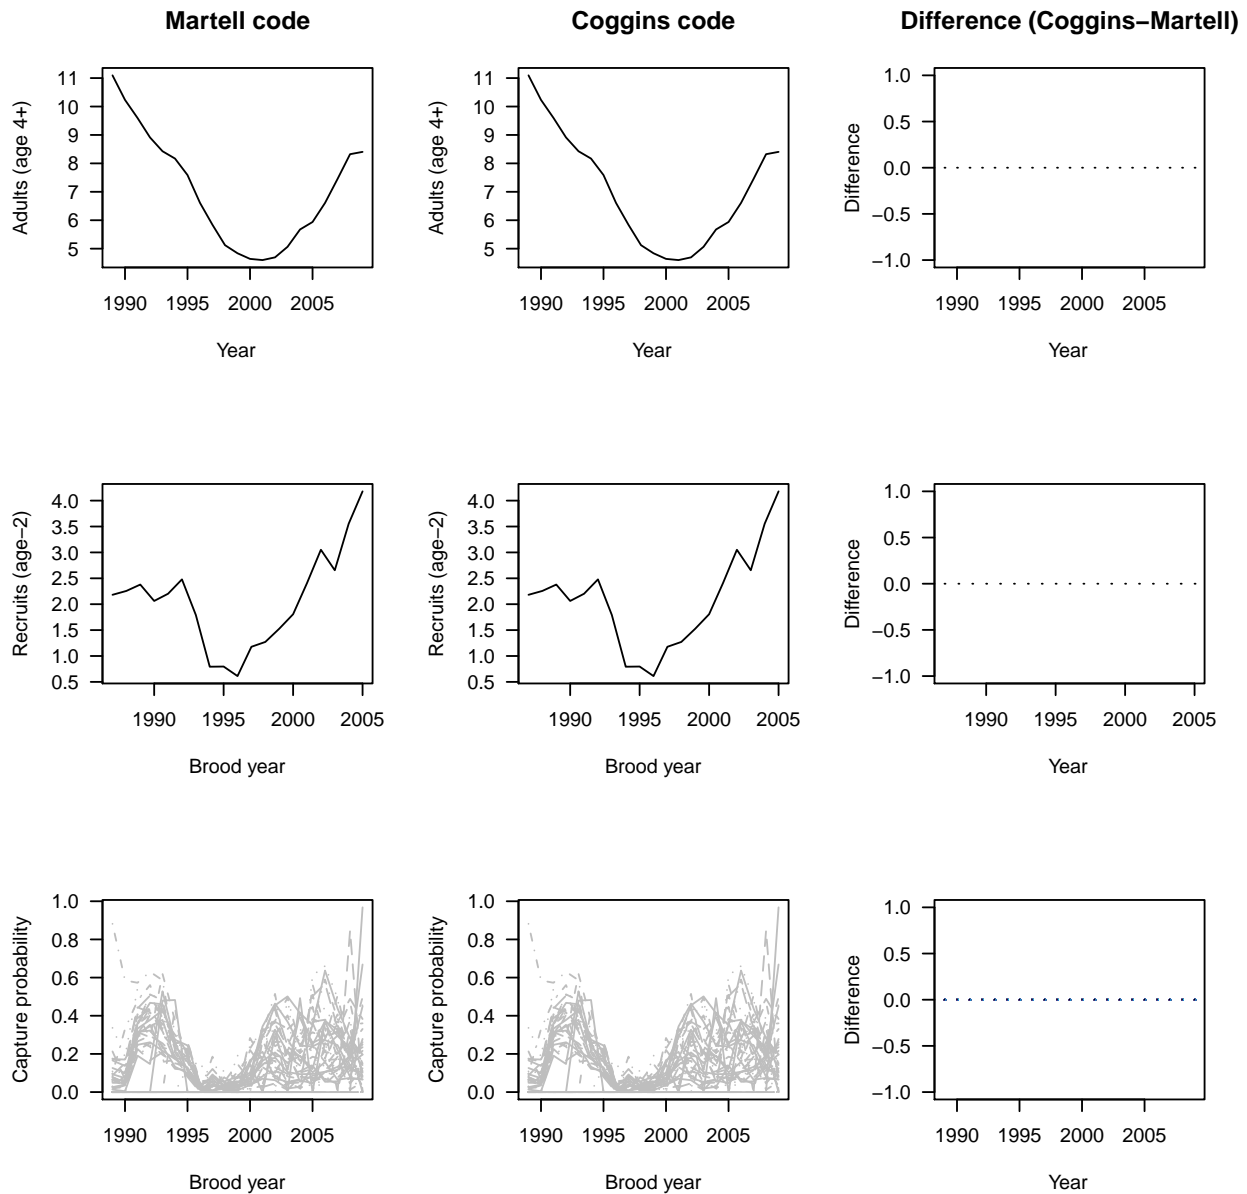 Martell code
Coggins code
Difference (Coggins−Martell)
Adults (age 4+)
11
10
9
8
7
6
5
1990 1995 2000 2005
Year
Adults (age 4+)
11
10
9
8
7
6
5
1990 1995 2000 2005
Year
Difference
1.0
0.5
0.0
−0.5
−1.0
1990 1995 2000 2005
Year
Recruits (age−2)
4.0
3.5
3.0
2.5
2.0
1.5
1.0
0.5
1990 1995 2000 2005
Brood year
Recruits (age−2)
4.0
3.5
3.0
2.5
2.0
1.5
1.0
0.5
1990 1995 2000 2005
Brood year
Difference
1.0
0.5
0.0
−0.5
−1.0
1990 1995 2000 2005
Year
Capture probability
1.0
0.8
0.6
0.4
0.2
0.0
1990 1995 2000 2005
Brood year
Capture probability
1.0
0.8
0.6
0.4
0.2
0.0
1990 1995 2000 2005
Brood year
Difference
1.0
0.5
0.0
−0.5
−1.0
1990 1995 2000 2005
Year